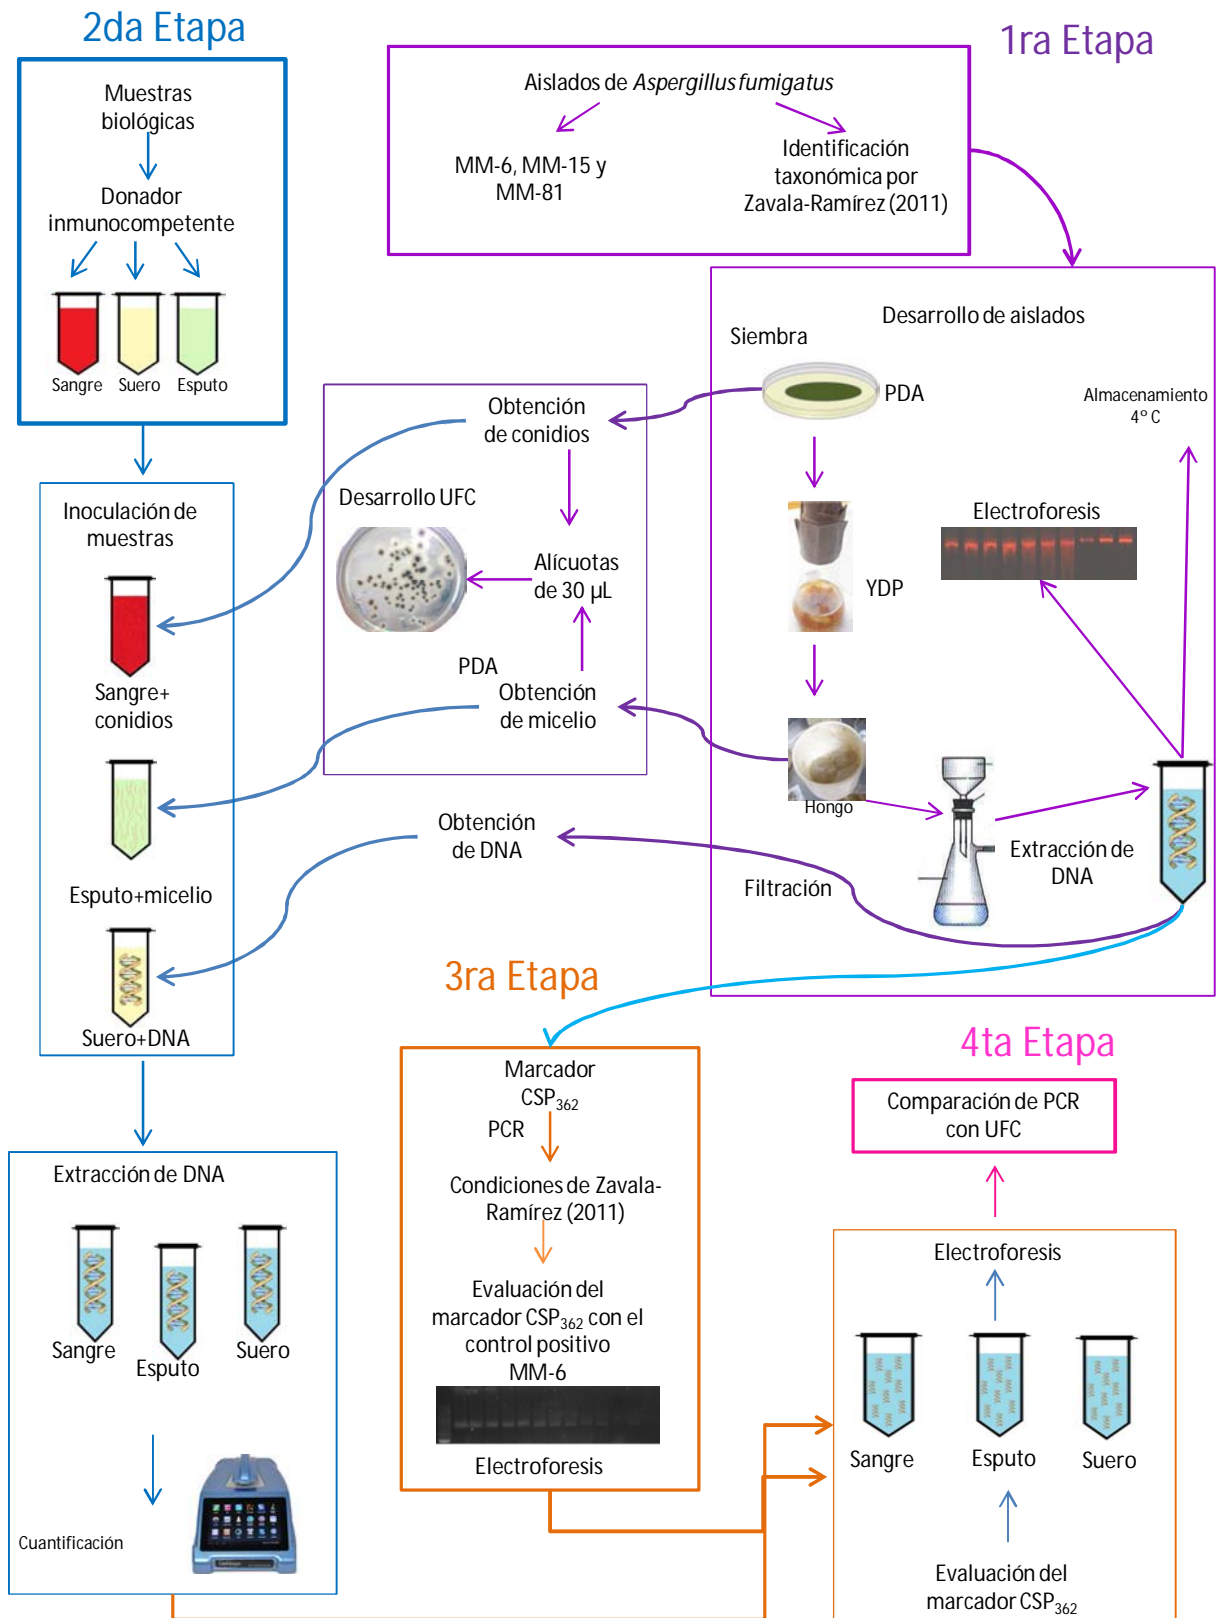 2da Etapa
Muestras
biológicas
Donador
inmunocompetente
Sangre
Suero
Esputo
Inoculación de
muestras
Sangre+
conidios
Esputo+micelio
Suero+DNA
Extracción de DNA
Sangre
Esputo
Suero
Cuantificación
1ra Etapa
Aislados de Aspergillus fumigatus
MM-6, MM-15 y
MM-81
Identificación
taxonómica por
Zavala-Ramírez (2011)
Desarrollo de aislados
Siembra
PDA
Almacenamiento
4° C
Electroforesis
YDP
Hongo
Filtración
Extracción de
DNA
Obtención
de conidios
Desarrollo UFC
Alícuotas
de 30 µL
PDA
Obtención
de micelio
Obtención
de DNA
3ra Etapa
Marcador
CSP362
PCR
Condiciones de Zavala-
Ramírez (2011)
Evaluación del
marcador CSP362 con el
control positivo
MM-6
Electroforesis
4ta Etapa
Comparación de PCR
con UFC
Electroforesis
Sangre
Esputo
Suero
Evaluación del
marcador CSP362